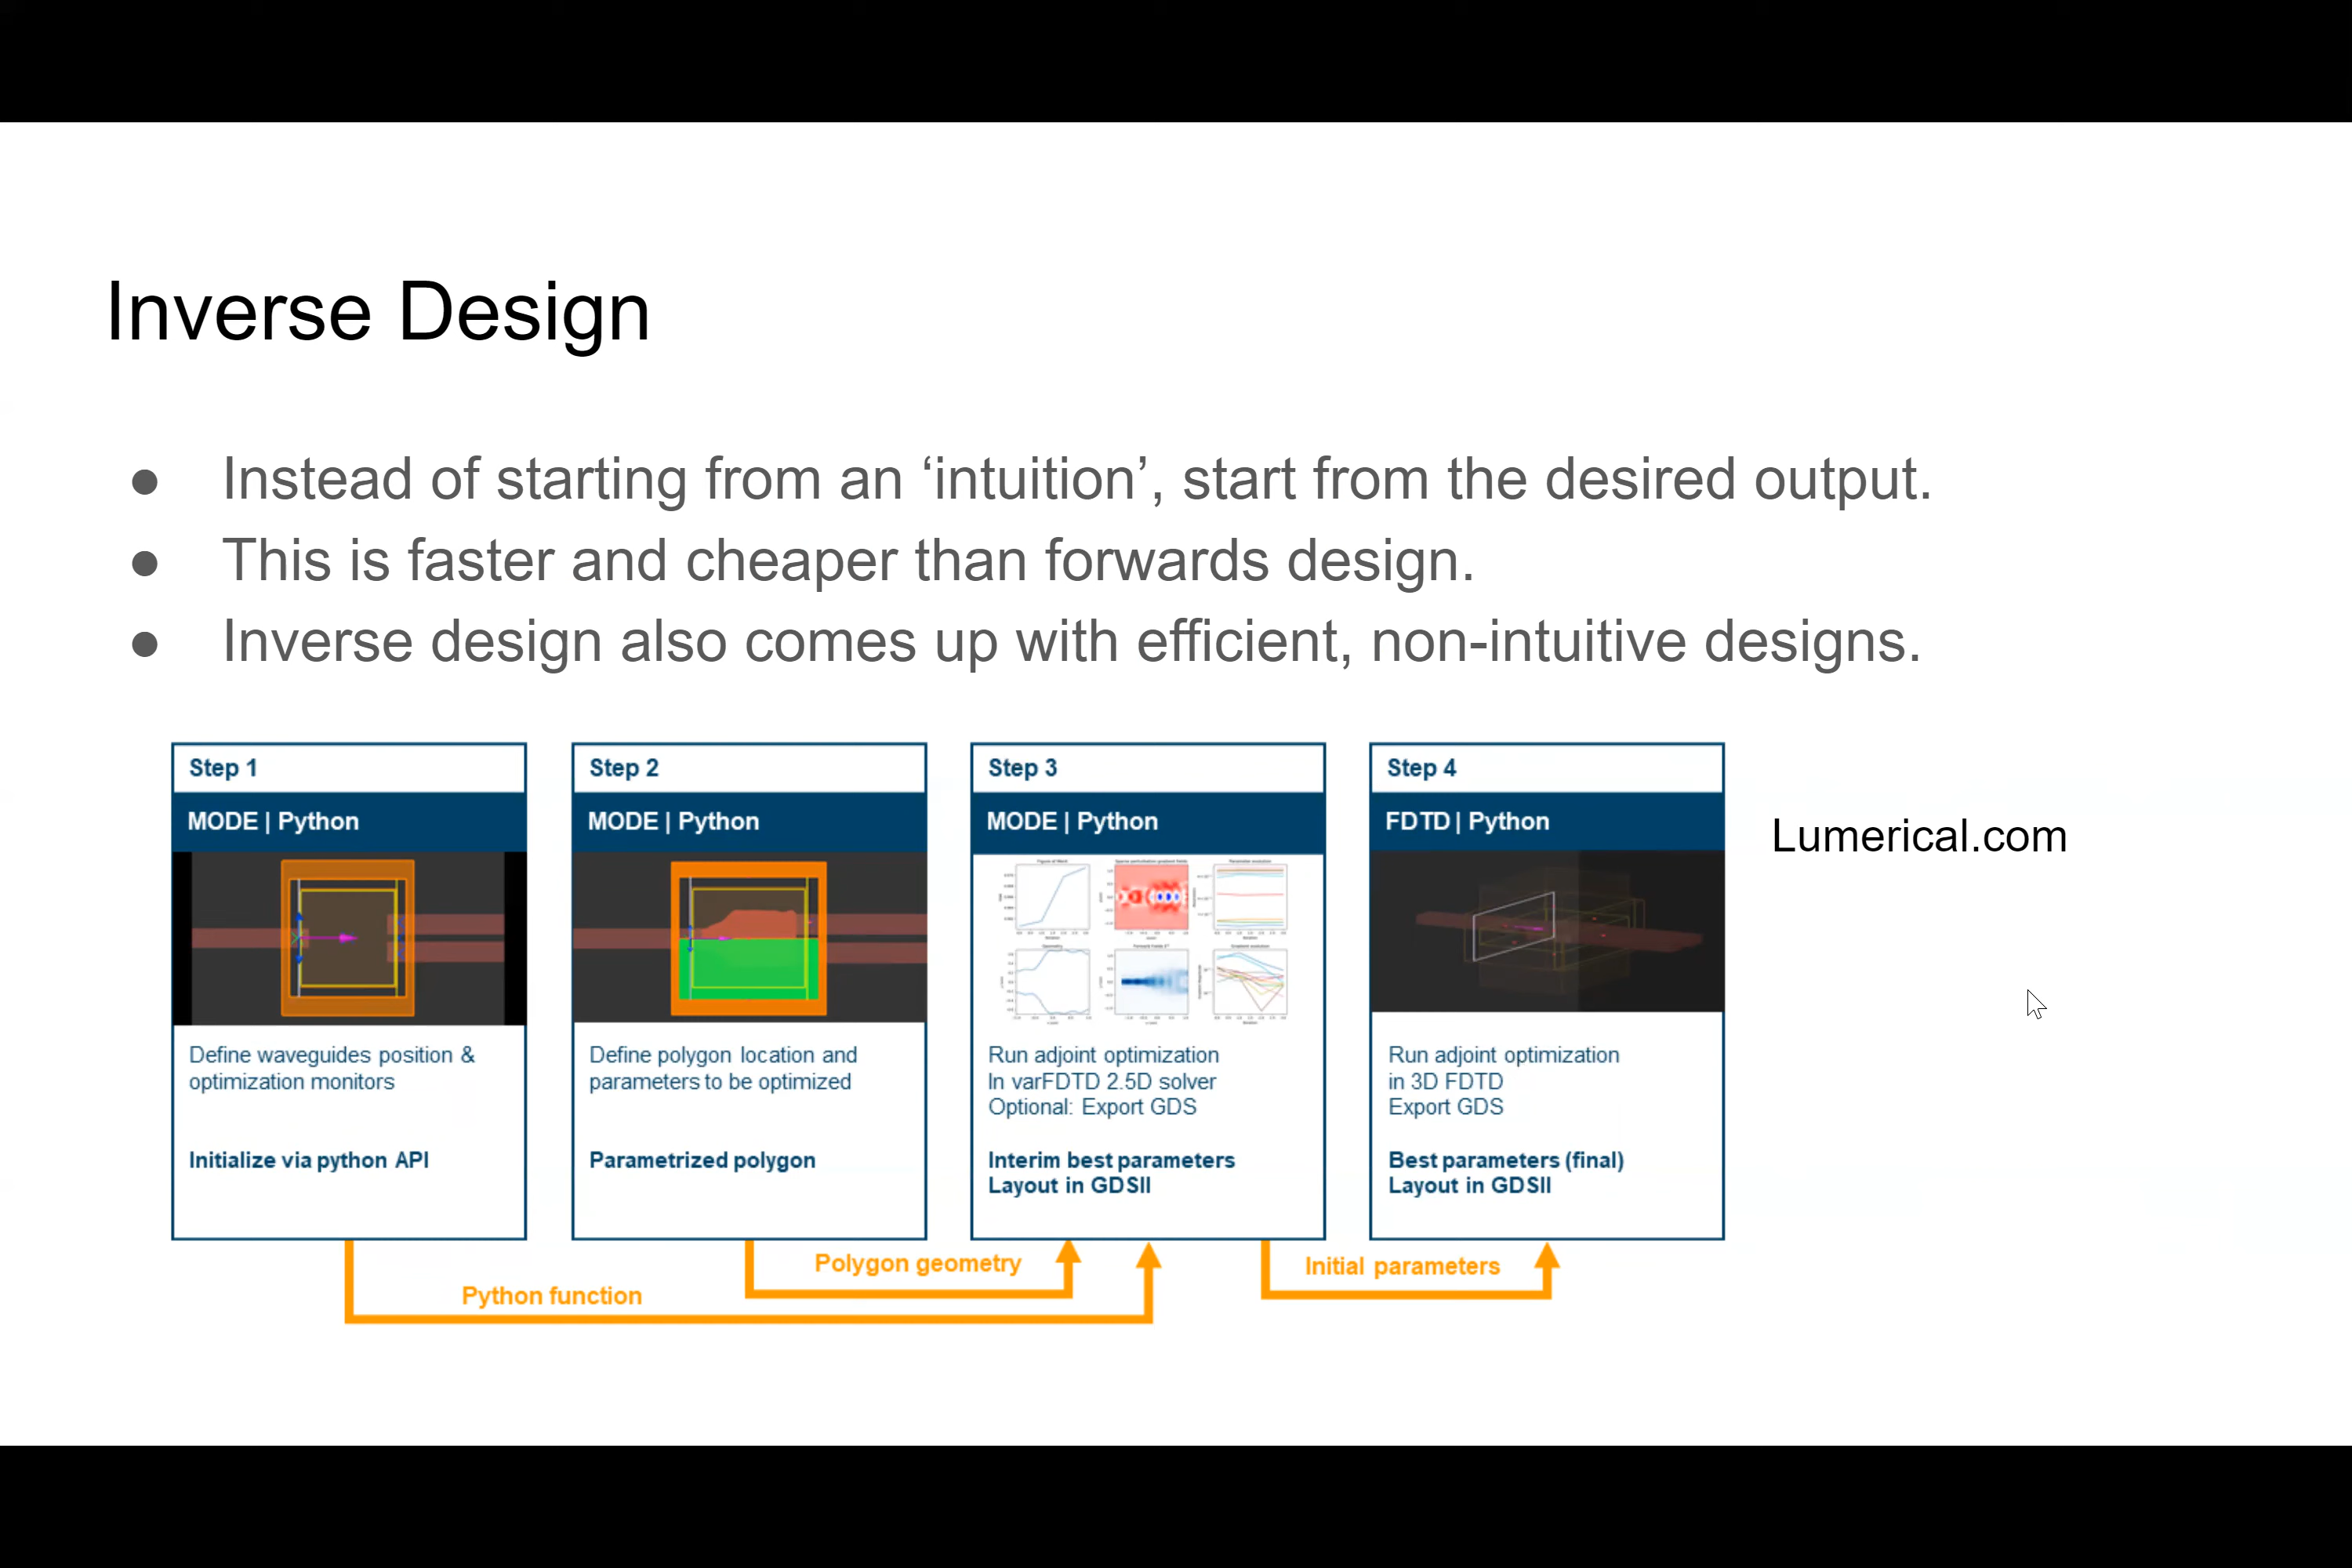 Inverse Design
● Instead of starting from an ‘intuition’, start from the desired output.
● This is faster and cheaper than forwards design.
● Inverse design also comes up with efficient, non-intuitive designs.
Step 1
MODE | Python
Define waveguides position &
optimization monitors
Initialize via python API
Step 2
MODE | Python
Define polygon location and
parameters to be optimized
Parametrized polygon
Step 3
MODE | Python
Run adjoint optimization
In varFDTD 2.5D solver
Optional: Export GDS
Interim best parameters
Layout in GDSII
Step 4
FDTD | Python
Run adjoint optimization
in 3D FDTD
Export GDS
Best parameters (final)
Layout in GDSII
Lumerical.com
Polygon geometry
Initial parameters
Python function